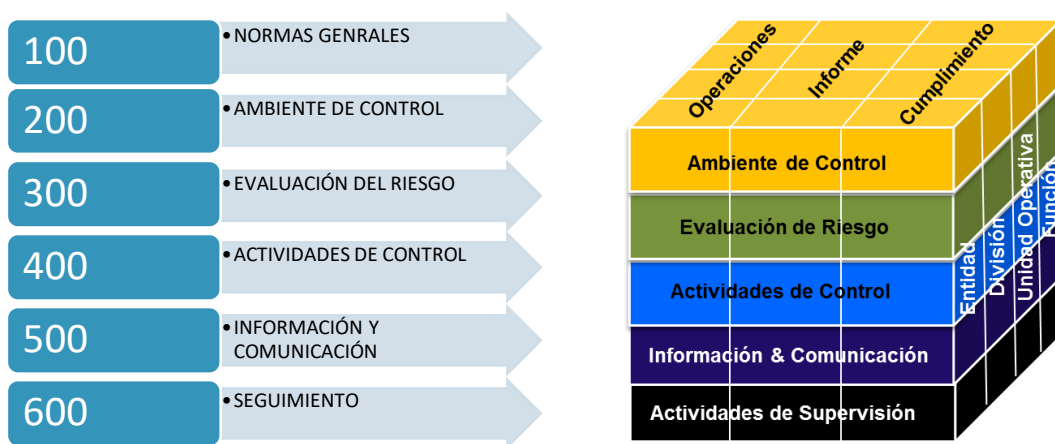 100
• NORMAS GENRALES
200
• AMBIENTE DE CONTROL
300
• EVALUACIÓN DEL RIESGO
400
• ACTIVIDADES DE CONTROL
500
• INFORMACIÓN Y
COMUNICACIÓN
600
• SEGUIMIENTO
Operaciones
Informe
Cumplimiento
Ambiente de Control
Evaluación de Riesgo
Actividades de Control
Información & Comunicación
Actividades de Supervisión
Entidad
División
Unidad Operativa
Función